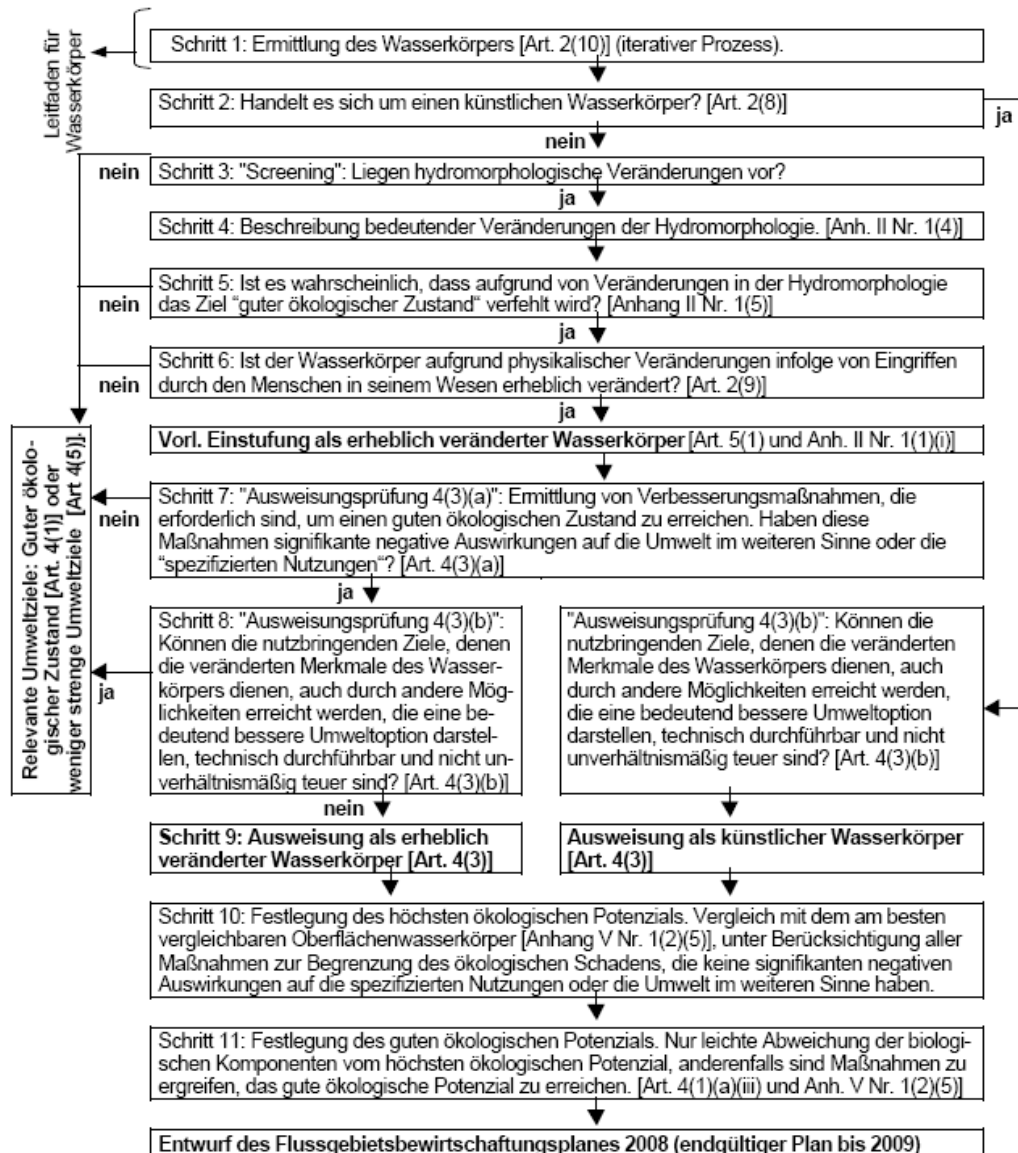 Leitfaden für
Wasserkörper
Schritt 1: Ermittlung des Wasserkörpers [Art. 2(10)] (iterativer Prozess).
Schritt 2: Handelt es sich um einen künstlichen Wasserkörper? [Art. 2(8)]
ja
nein
nein
Schritt 3: "Screening": Liegen hydromorphologische Veränderungen vor?
ja
Schritt 4: Beschreibung bedeutender Veränderungen der Hydromorphologie. [Anh. II Nr. 1(4)]
nein
Schritt 5: Ist es wahrscheinlich, dass aufgrund von Veränderungen in der Hydromorphologie
das Ziel “guter ökologischer Zustand“ verfehlt wird? [Anhang II Nr. 1(5)]
ja
nein
Schritt 6: Ist der Wasserkörper aufgrund physikalischer Veränderungen infolge von Eingriffen
durch den Menschen in seinem Wesen erheblich verändert? [Art. 2(9)]
ja
Vorl. Einstufung als erheblich veränderter Wasserkörper [Art. 5(1) und Anh. II Nr. 1(1)(i)]
Relevante Umweltziele: Guter ökolo-
gischer Zustand [Art. 4(1)] oder
weniger strenge Umweltziele [Art 4(5)].
nein
Schritt 7: "Ausweisungsprüfung 4(3)(a)": Ermittlung von Verbesserungsmaßnahmen, die
erforderlich sind, um einen guten ökologischen Zustand zu erreichen. Haben diese
Maßnahmen signifikante negative Auswirkungen auf die Umwelt im weiteren Sinne oder die
“spezifizierten Nutzungen“? [Art. 4(3)(a)]
ja
ja
Schritt 8: "Ausweisungsprüfung 4(3)(b)":
Können die nutzbringenden Ziele, denen
die veränderten Merkmale des Wasser-
körpers dienen, auch durch andere Mög-
lichkeiten erreicht werden, die eine be-
deutend bessere Umweltoption darstel-
len, technisch durchführbar und nicht un-
verhältnismäßig teuer sind? [Art. 4(3)(b)]
"Ausweisungsprüfung 4(3)(b)": Können die
nutzbringenden Ziele, denen die veränderten
Merkmale des Wasserkörpers dienen, auch
durch andere Möglichkeiten erreicht werden,
die eine bedeutend bessere Umweltoption
darstellen, technisch durchführbar und nicht
unverhältnismäßig teuer sind? [Art. 4(3)(b)]
nein
Schritt 9: Ausweisung als erheblich
veränderter Wasserkörper [Art. 4(3)]
Ausweisung als künstlicher Wasserkörper
[Art. 4(3)]
Schritt 10: Festlegung des höchsten ökologischen Potenzials. Vergleich mit dem am besten
vergleichbaren Oberflächenwasserkörper [Anhang V Nr. 1(2)(5)], unter Berücksichtigung aller
Maßnahmen zur Begrenzung des ökologischen Schadens, die keine signifikanten negativen
Auswirkungen auf die spezifizierten Nutzungen oder die Umwelt im weiteren Sinne haben.
Schritt 11: Festlegung des guten ökologischen Potenzials. Nur leichte Abweichung der biologi-
schen Komponenten vom höchsten ökologischen Potenzial, anderenfalls sind Maßnahmen zu
ergreifen, das gute ökologische Potenzial zu erreichen. [Art. 4(1)(a)(iii) und Anh. V Nr. 1(2)(5)]
Entwurf des Flussgebietsbewirtschaftungsplanes 2008 (endgültiger Plan bis 2009)